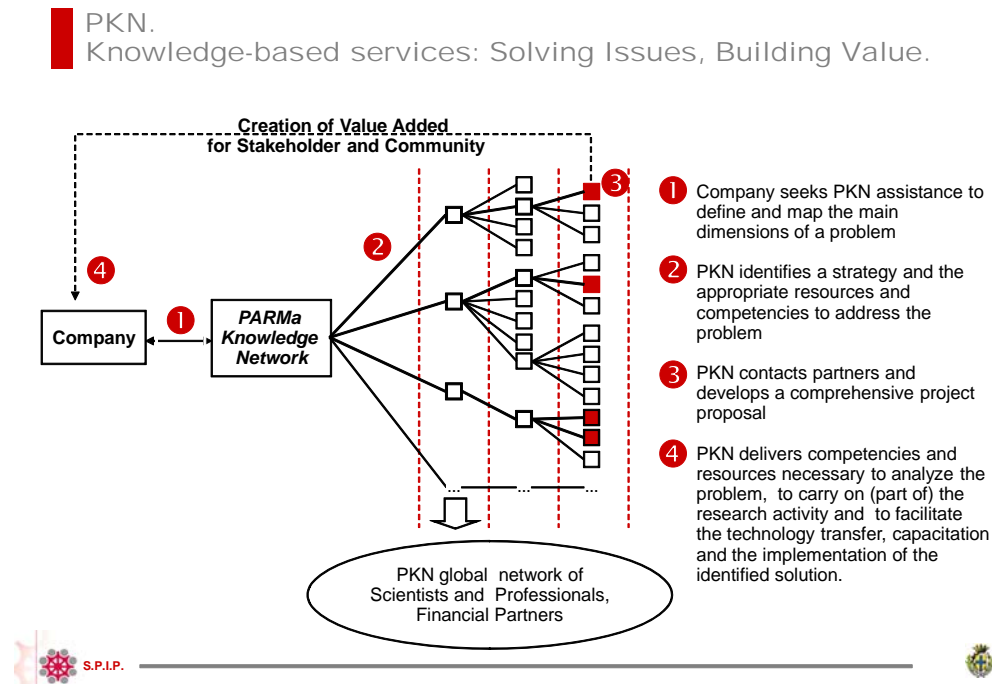 PKN.
Knowledge-based services: Solving Issues, Building Value.
Creation of Value Added
for Stakeholder and Community
3
2
4
1
Company
PARMa
Knowledge
Network
... ... ...
PKN global network of
Scientists and Professionals,
Financial Partners
1 Company seeks PKN assistance to
define and map the main
dimensions of a problem
2 PKN identifies a strategy and the
appropriate resources and
competencies to address the
problem
3 PKN contacts partners and
develops a comprehensive project
proposal
4 PKN delivers competencies and
resources necessary to analyze the
problem, to carry on (part of) the
research activity and to facilitate
the technology transfer, capacitation
and the implementation of the
identified solution.
S.P.I.P.